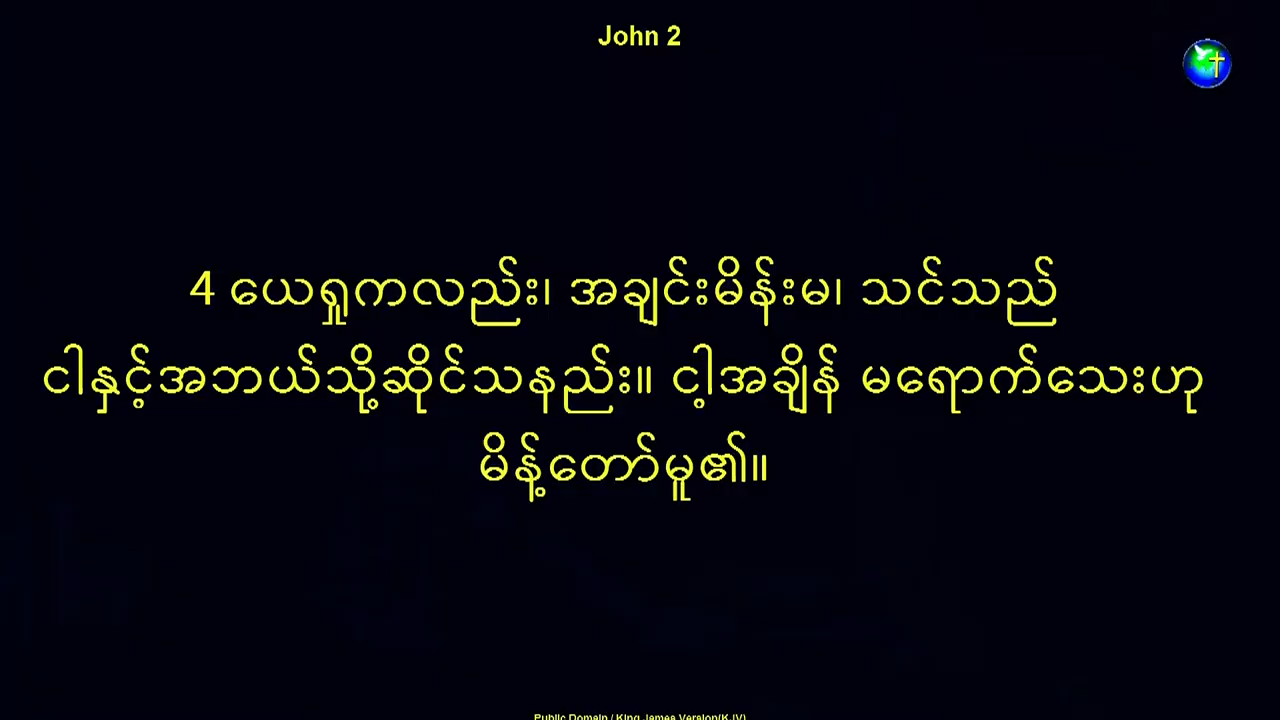 John 2
4 ယေရှုကလည်း၊ အချင်းမိန်းမ၊ သင်သည်
ငါနှင့်အဘယ်သို့ဆိုင်သနည်း။ ငါ့အချိန် မရောက်သေးဟု
မိန့်တော်မူ၏။
Public Domain / King James Version(KJV)